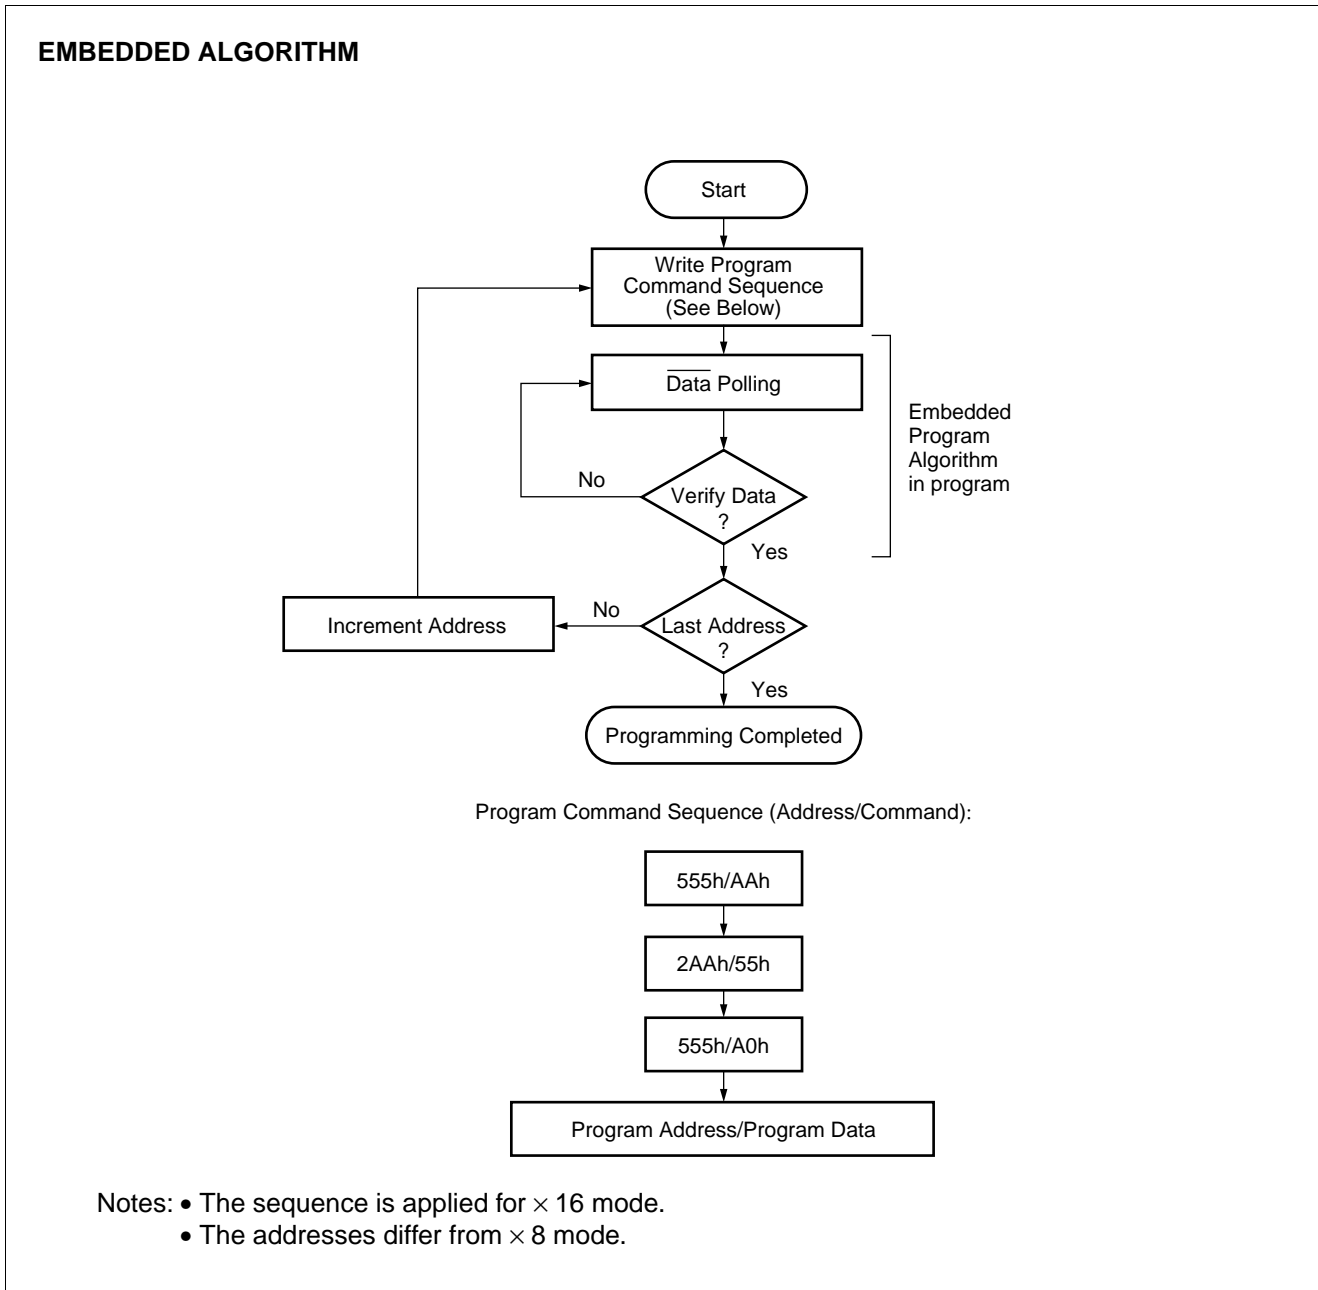 EMBEDDED ALGORITHM
Start
Write Program
Command Sequence
(See Below)
Data Polling
Embedded
Program
Algorithm
in program
No
Verify Data
?
Yes
Increment Address
No
Last Address
?
Yes
Programming Completed
Program Command Sequence (Address/Command):
555h/AAh
2AAh/55h
555h/A0h
Program Address/Program Data
Notes: • The sequence is applied for × 16 mode.
• The addresses differ from × 8 mode.